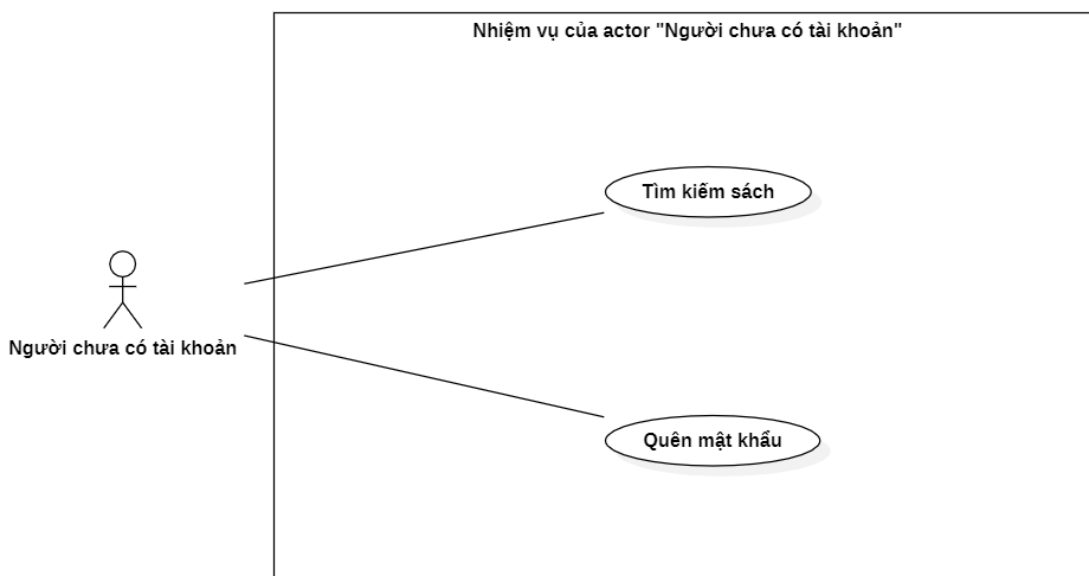 Nhiệm vụ của actor "Người chưa có tài khoản"
Tìm kiếm sách
Người chưa có tài khoản
Quên mật khẩu